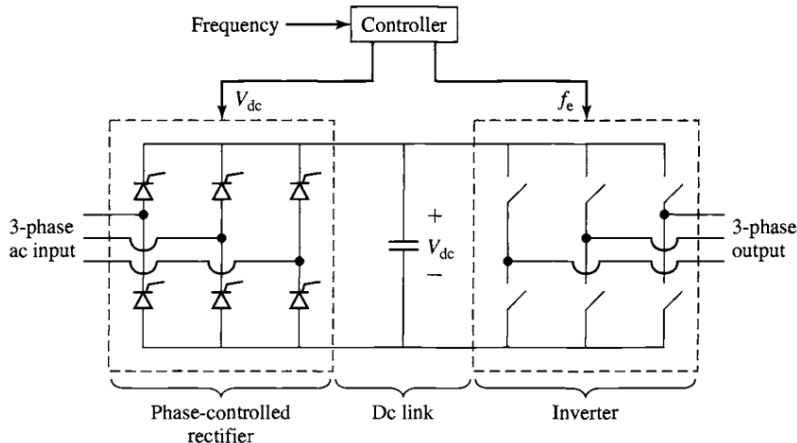 Frequency
Controller
V_dc
f_e
3-phase
ac input
+
V_dc
−
3-phase
output
Phase-controlled
rectifier
Dc link
Inverter